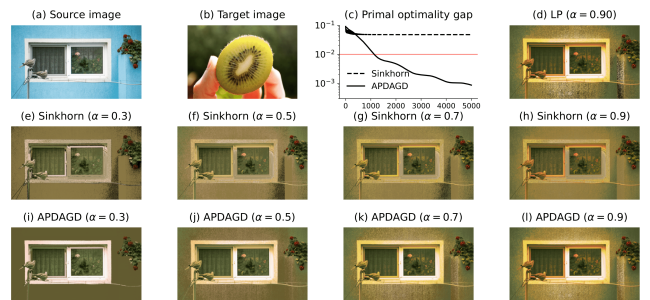 (a) Source image
(b) Target image
(c) Primal optimality gap
(d) LP (α = 0.90)
10⁻¹
10⁻²
10⁻³
Sinkhorn
APDAGD
0 1000 2000 3000 4000 5000
(e) Sinkhorn (α = 0.3)
(f) Sinkhorn (α = 0.5)
(g) Sinkhorn (α = 0.7)
(h) Sinkhorn (α = 0.9)
(i) APDAGD (α = 0.3)
(j) APDAGD (α = 0.5)
(k) APDAGD (α = 0.7)
(l) APDAGD (α = 0.9)